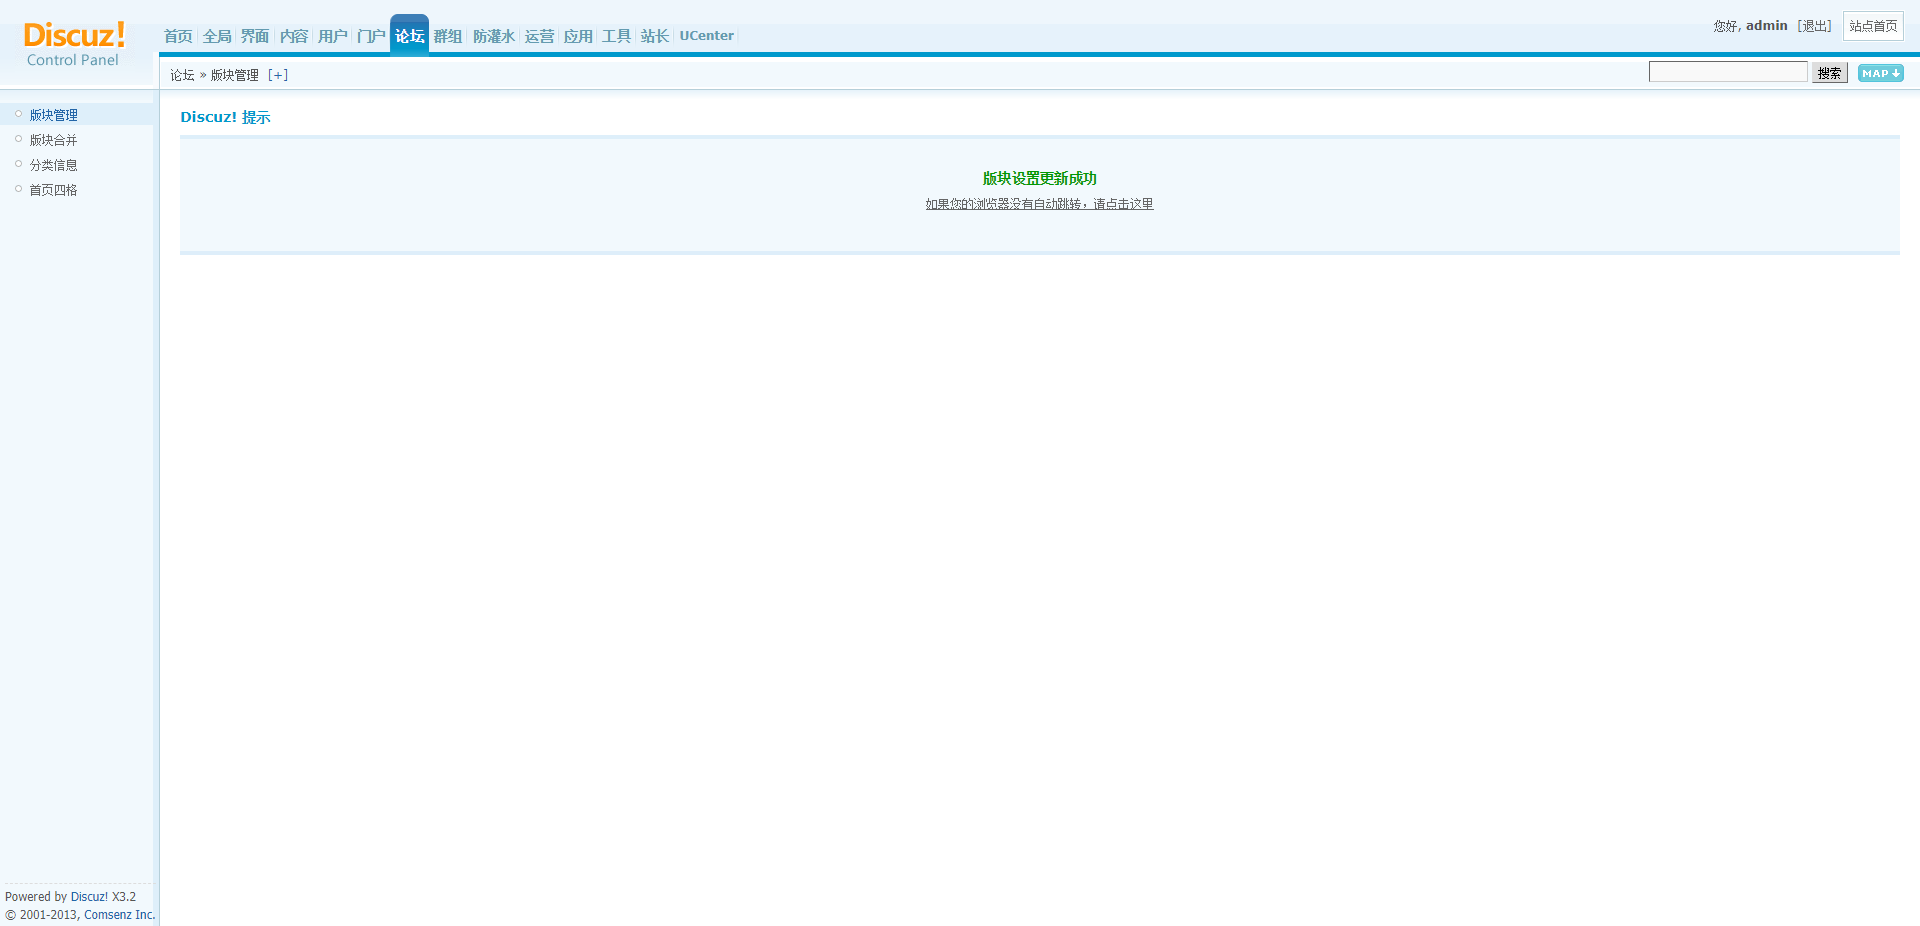 Discuz!
Control Panel
首页 全局 界面 内容 用户 门户 论坛 群组 防灌水 运营 应用 工具 站长 UCenter
您好, admin [退出] 站点首页
论坛 » 版块管理 [+]
搜索 MAP
版块管理
版块合并
分类信息
首页四格
Discuz! 提示
版块设置更新成功
如果您的浏览器没有自动跳转，请点击这里
Powered by Discuz! X3.2
© 2001-2013, Comsenz Inc.